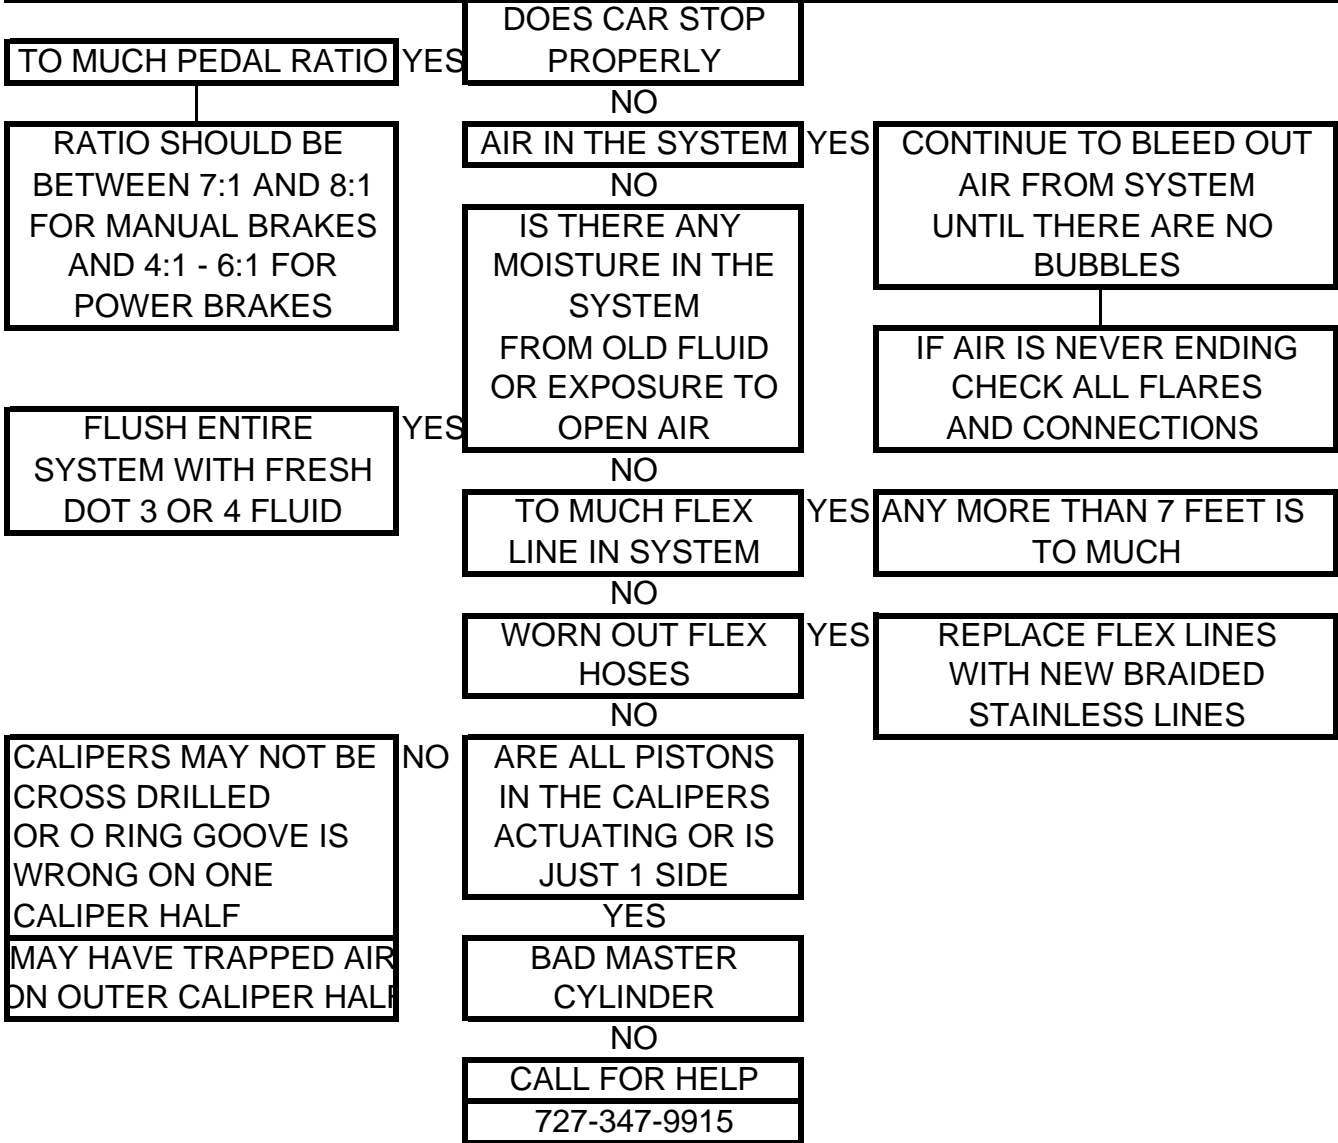 DOES CAR STOP
PROPERLY
TO MUCH PEDAL RATIO
YES
NO
RATIO SHOULD BE
BETWEEN 7:1 AND 8:1
FOR MANUAL BRAKES
AND 4:1 - 6:1 FOR
POWER BRAKES
AIR IN THE SYSTEM
YES
CONTINUE TO BLEED OUT
AIR FROM SYSTEM
UNTIL THERE ARE NO
BUBBLES
IF AIR IS NEVER ENDING
CHECK ALL FLARES
AND CONNECTIONS
NO
IS THERE ANY
MOISTURE IN THE
SYSTEM
FROM OLD FLUID
OR EXPOSURE TO
OPEN AIR
YES
FLUSH ENTIRE
SYSTEM WITH FRESH
DOT 3 OR 4 FLUID
NO
TO MUCH FLEX
LINE IN SYSTEM
YES
ANY MORE THAN 7 FEET IS
TO MUCH
NO
WORN OUT FLEX
HOSES
YES
REPLACE FLEX LINES
WITH NEW BRAIDED
STAINLESS LINES
NO
ARE ALL PISTONS
IN THE CALIPERS
ACTUATING OR IS
JUST 1 SIDE
NO
CALIPERS MAY NOT BE
CROSS DRILLED
OR O RING GOOVE IS
WRONG ON ONE
CALIPER HALF
MAY HAVE TRAPPED AIR
ON OUTER CALIPER HALF
YES
BAD MASTER
CYLINDER
NO
CALL FOR HELP
727-347-9915